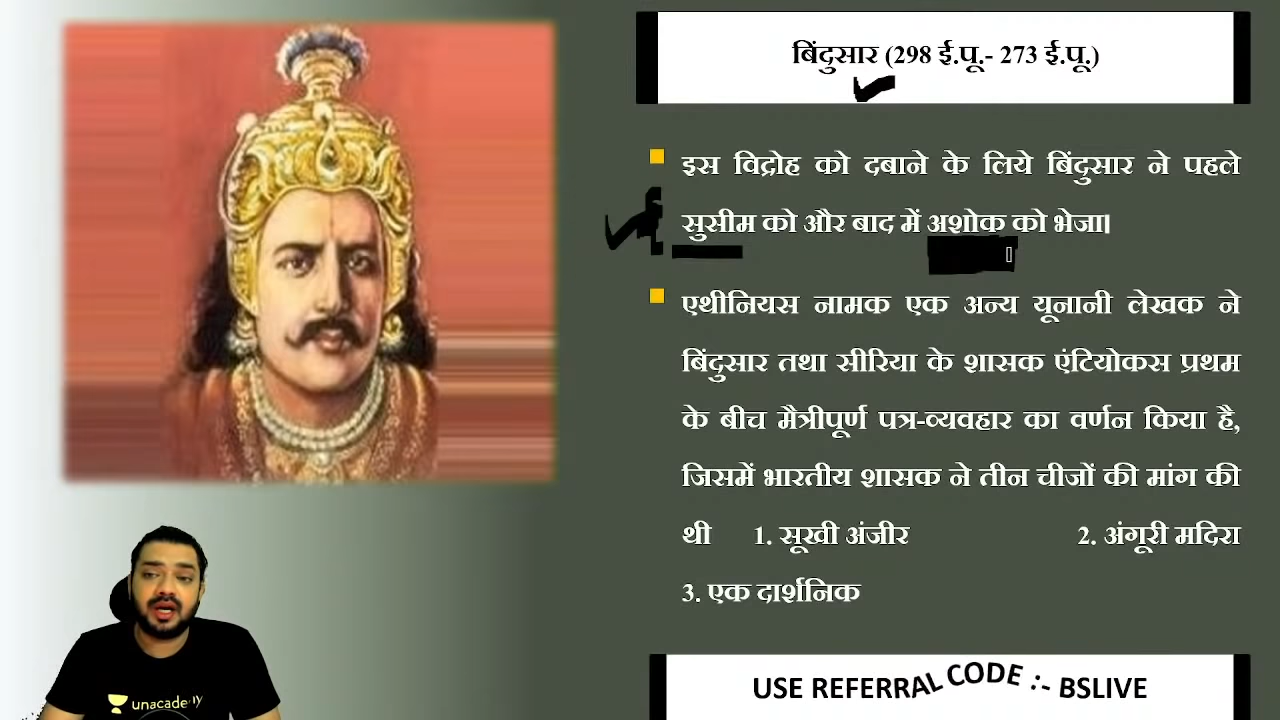 बिंदुसार (298 ई.पू.- 273 ई.पू.)
इस विद्रोह को दबाने के लिये बिंदुसार ने पहले
सुसीम को और बाद में अशोक को भेजा।
एथीनियस नामक एक अन्य यूनानी लेखक ने
बिंदुसार तथा सीरिया के शासक एंटियोकस प्रथम
के बीच मैत्रीपूर्ण पत्र-व्यवहार का वर्णन किया है,
जिसमें भारतीय शासक ने तीन चीजों की मांग की
थी 1. सूखी अंजीर 2. अंगूरी मदिरा
3. एक दार्शनिक
unacademy
USE REFERRAL CODE :- BSLIVE